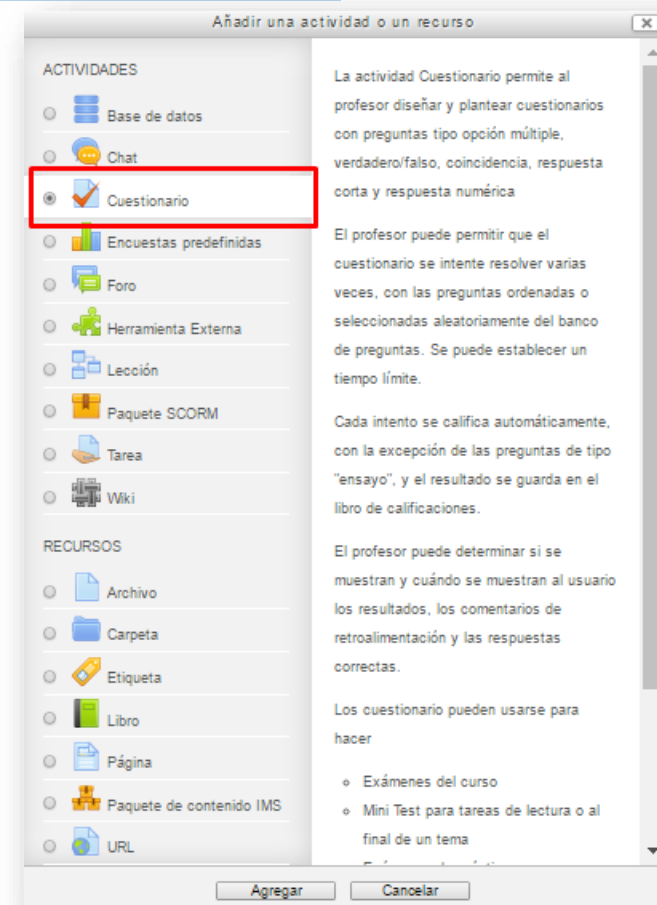 Añadir una actividad o un recurso
ACTIVIDADES
Base de datos
Chat
Cuestionario
Encuestas predefinidas
Foro
Herramienta Externa
Lección
Paquete SCORM
Tarea
Wiki
RECURSOS
Archivo
Carpeta
Etiqueta
Libro
Página
Paquete de contenido IMS
URL
La actividad Cuestionario permite al
profesor diseñar y plantear cuestionarios
con preguntas tipo opción múltiple,
verdadero/falso, coincidencia, respuesta
corta y respuesta numérica
El profesor puede permitir que el
cuestionario se intente resolver varias
veces, con las preguntas ordenadas o
seleccionadas aleatoriamente del banco
de preguntas. Se puede establecer un
tiempo límite.
Cada intento se califica automáticamente,
con la excepción de las preguntas de tipo
"ensayo", y el resultado se guarda en el
libro de calificaciones.
El profesor puede determinar si se
muestran y cuándo se muestran al usuario
los resultados, los comentarios de
retroalimentación y las respuestas
correctas.
Los cuestionario pueden usarse para
hacer
Exámenes del curso
Mini Test para tareas de lectura o al
final de un tema
Agregar
Cancelar